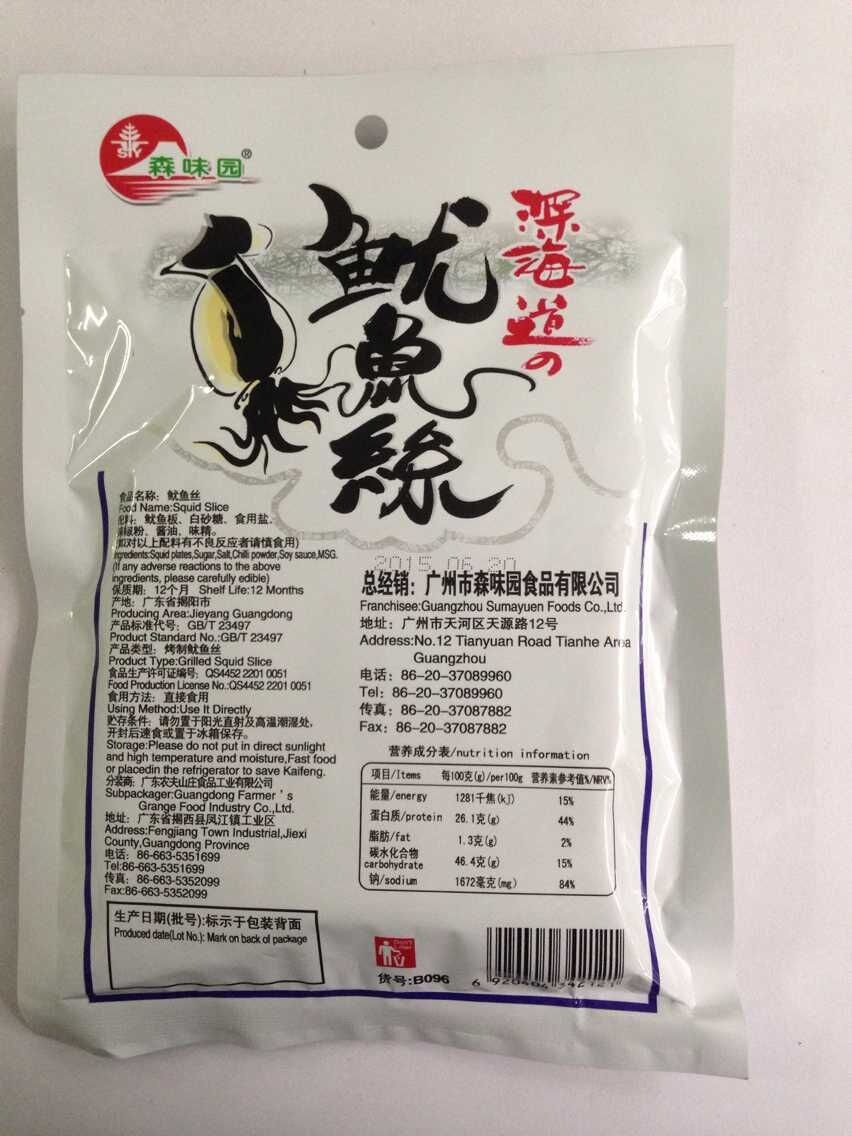 SIY
森味园®
深海道の
鱿魚絲
食品名称：鱿鱼丝
Food Name:Squid Slice
配料：鱿鱼板、白砂糖、食用盐、
辣椒粉、酱油、味精。
(如对以上配料有不良反应者请慎食用)
Ingredients:Squid plates,Sugar,Salt,Chilli powder,Soy sauce,MSG.
(If any adverse reactions to the above
ingredients, please carefully edible)
保质期：12个月 Shelf Life:12 Months
产地：广东省揭阳市
Producing Area:Jieyang Guangdong
产品标准代号：GB/T 23497
Product Standard No.:GB/T 23497
产品类型：烤制鱿鱼丝
Product Type:Grilled Squid Slice
食品生产许可证编号：QS4452 2201 0051
Food Production License No.:QS4452 2201 0051
食用方法：直接食用
Using Method:Use It Directly
贮存条件：请勿置于阳光直射及高温潮湿处，
开封后速食或置于冰箱保存。
Storage:Please do not put in direct sunlight
and high temperature and moisture,Fast food
or placedin the refrigerator to save Kaifeng.
分装商：广东农夫山庄食品工业有限公司
Subpackager:Guangdong Farmer's
Grange Food Industry Co.,Ltd.
地址：广东省揭西县凤江镇工业区
Address:Fengjiang Town Industrial,Jiexi
County,Guangdong Province
电话：86-663-5351699
Tel:86-663-5351699
传真：86-663-5352099
Fax:86-663-5352099
生产日期(批号):标示于包装背面
Produced date(Lot No.): Mark on back of package
2015.06.20
总经销：广州市森味园食品有限公司
Franchisee:Guangzhou Sumayuen Foods Co.,Ltd.
地址：广州市天河区天源路12号
Address:No.12 Tianyuan Road Tianhe Area
Guangzhou
电话：86-20-37089960
Tel：86-20-37089960
传真：86-20-37087882
Fax：86-20-37087882
营养成分表/nutrition information
项目/Items 每100克(g)/per100g 营养素参考值%/NRV%
能量/energy 1281千焦(kJ) 15%
蛋白质/protein 26.1克(g) 44%
脂肪/fat 1.3克(g) 2%
碳水化合物
carbohydrate 46.4克(g) 15%
钠/sodium 1672毫克(mg) 84%
Don't Litter
货号:B096